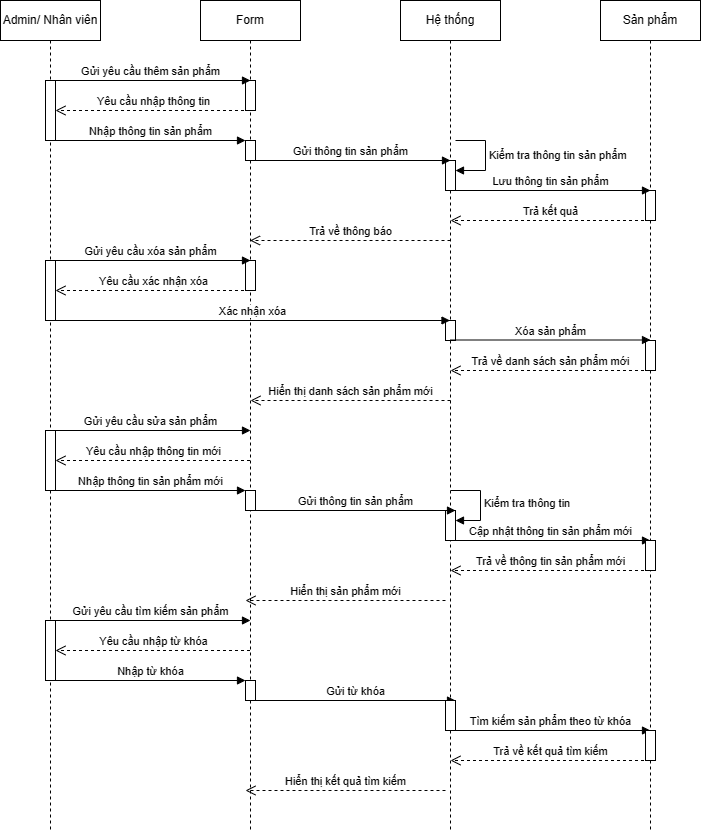 Admin/ Nhân viên
Form
Hệ thống
Sản phẩm
Gửi yêu cầu thêm sản phẩm
Yêu cầu nhập thông tin
Nhập thông tin sản phẩm
Gửi thông tin sản phẩm
Kiểm tra thông tin sản phẩm
Lưu thông tin sản phẩm
Trả kết quả
Trả về thông báo
Gửi yêu cầu xóa sản phẩm
Yêu cầu xác nhận xóa
Xác nhận xóa
Xóa sản phẩm
Trả về danh sách sản phẩm mới
Hiển thị danh sách sản phẩm mới
Gửi yêu cầu sửa sản phẩm
Yêu cầu nhập thông tin mới
Nhập thông tin sản phẩm mới
Gửi thông tin sản phẩm
Kiểm tra thông tin
Cập nhật thông tin sản phẩm mới
Trả về thông tin sản phẩm mới
Hiển thị sản phẩm mới
Gửi yêu cầu tìm kiếm sản phẩm
Yêu cầu nhập từ khóa
Nhập từ khóa
Gửi từ khóa
Tìm kiếm sản phẩm theo từ khóa
Trả về kết quả tìm kiếm
Hiển thị kết quả tìm kiếm